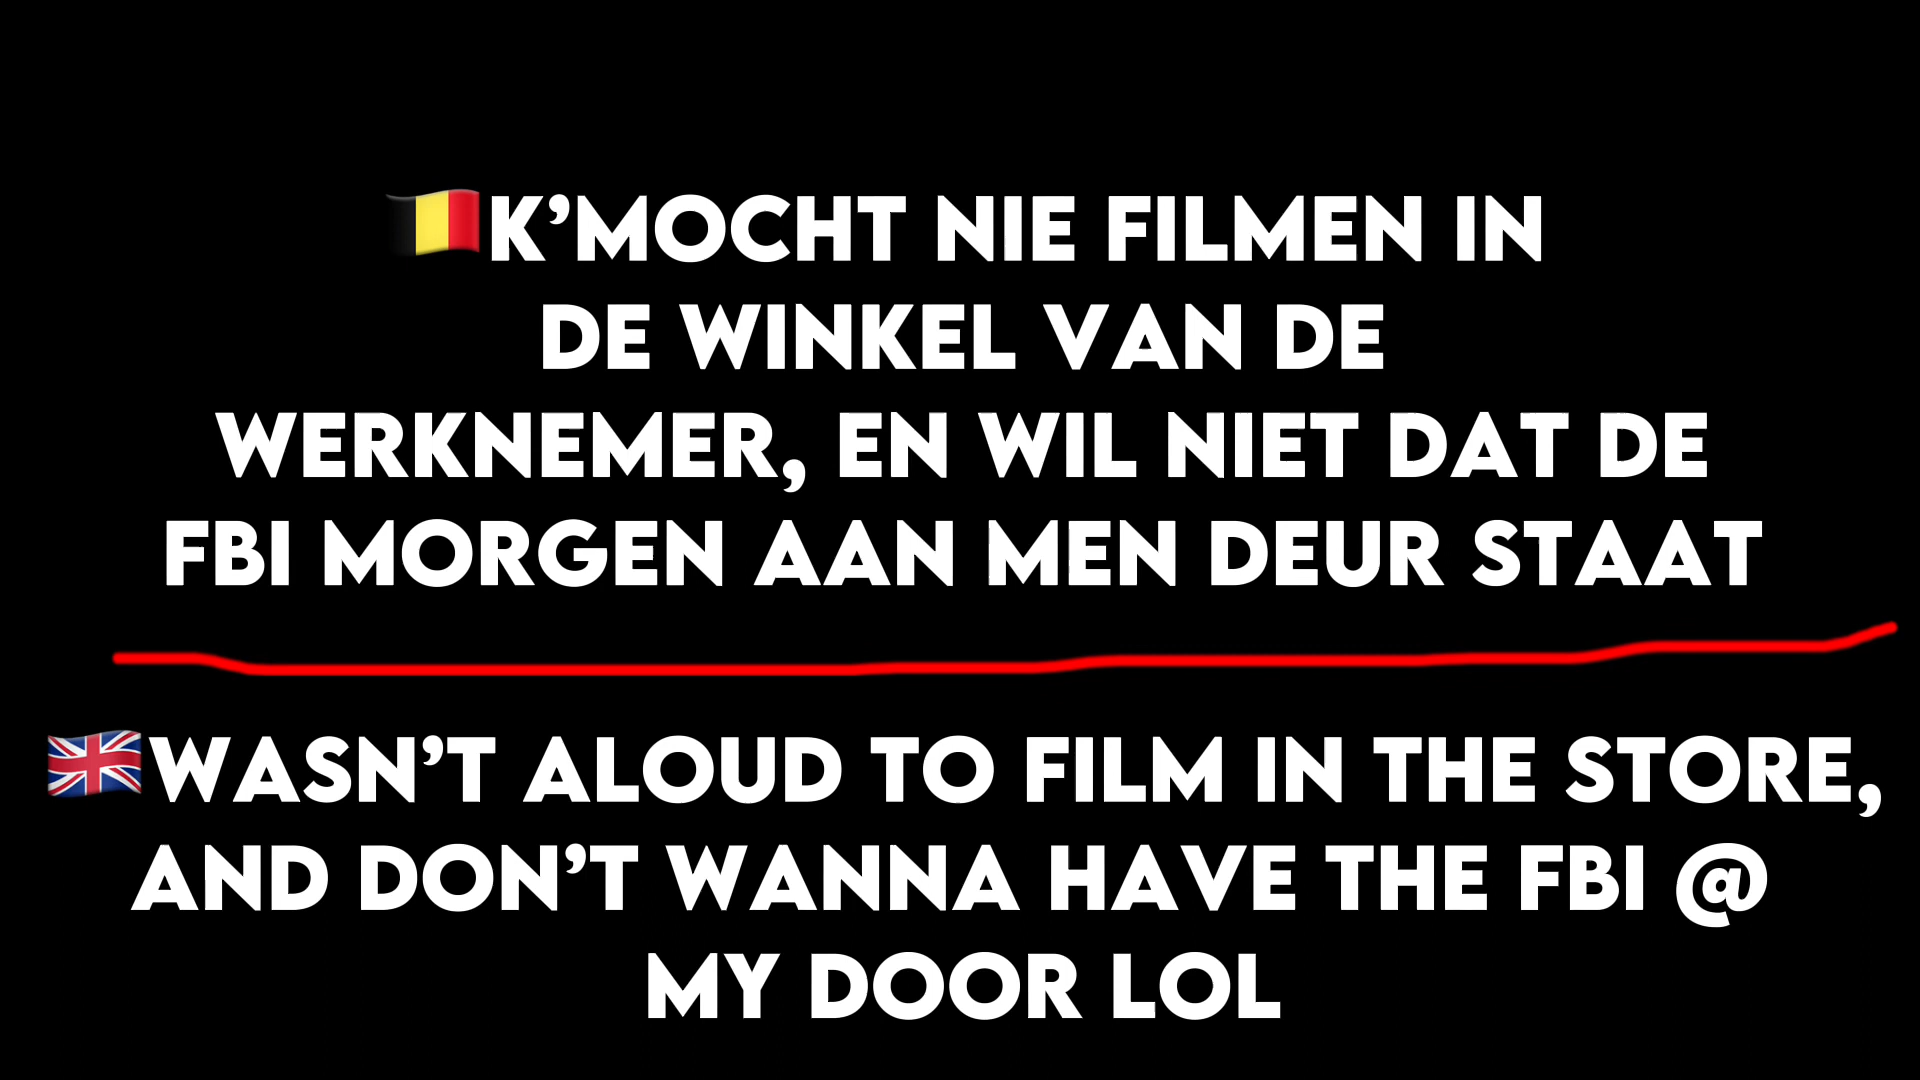 🇧🇪K’MOCHT NIE FILMEN IN
DE WINKEL VAN DE
WERKNEMER, EN WIL NIET DAT DE
FBI MORGEN AAN MEN DEUR STAAT
🇬🇧WASN’T ALOUD TO FILM IN THE STORE,
AND DON’T WANNA HAVE THE FBI @
MY DOOR LOL